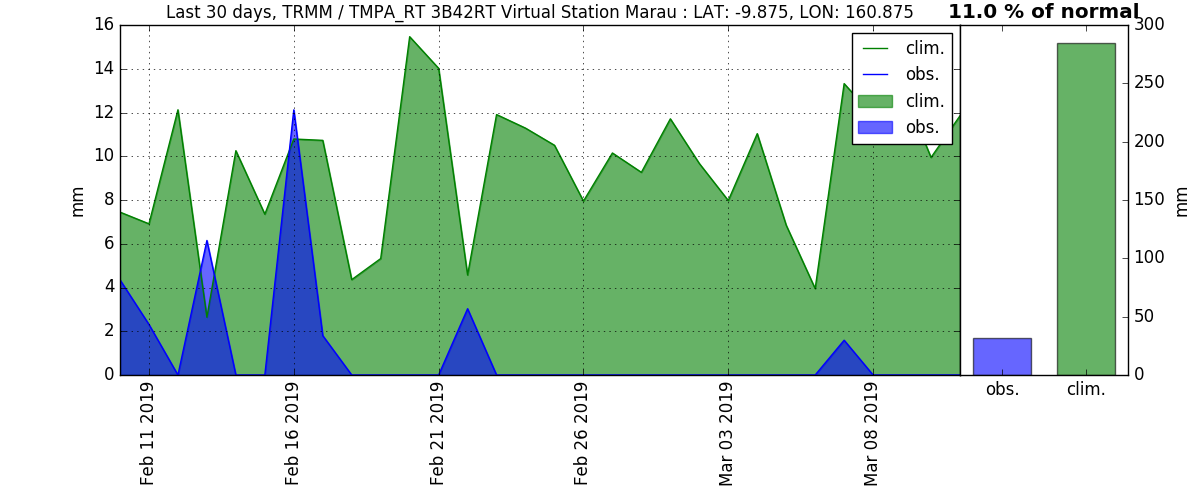 Last 30 days, TRMM / TMPA_RT 3B42RT Virtual Station Marau : LAT: -9.875, LON: 160.875
11.0 % of normal
16
14
12
10
8
6
4
2
0
mm
clim.
obs.
clim.
obs.
Feb 11 2019
Feb 16 2019
Feb 21 2019
Feb 26 2019
Mar 03 2019
Mar 08 2019
300
250
200
150
100
50
0
mm
obs.
clim.